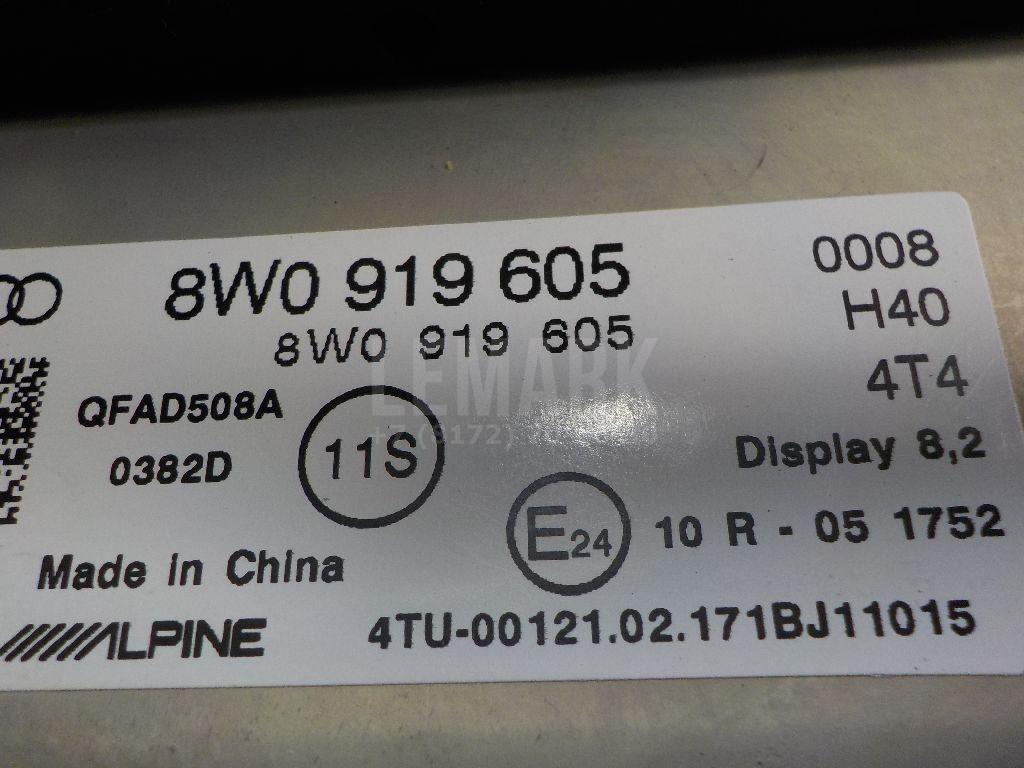 8W0 919 605
0008
8W0 919 605
H40
QFAD508A
4T4
0382D
11S
Display 8,2
E24
10 R - 05 1752
Made in China
ALPINE
4TU-00121.02.171BJ11015
LEMARK